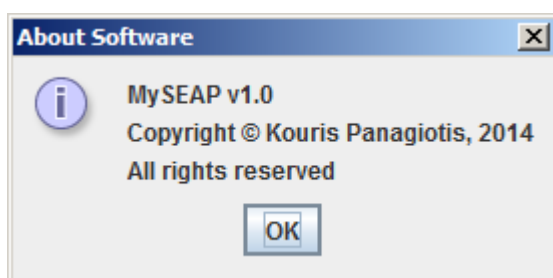 About Software
MySEAP v1.0
Copyright © Kouris Panagiotis, 2014
All rights reserved
OK